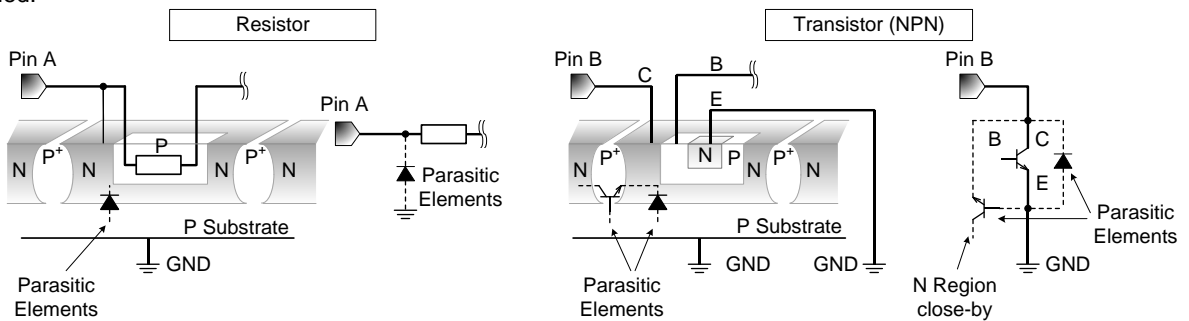 Resistor
Transistor (NPN)
Pin A
Pin A
N
P+
N
P
N
P+
N
Parasitic
Elements
P Substrate
GND
Parasitic
Elements
Pin B
C
B
E
N
P+
N
N
P
N
P+
N
P Substrate
GND
GND
Parasitic
Elements
Pin B
B
C
E
Parasitic
Elements
GND
N Region
close-by